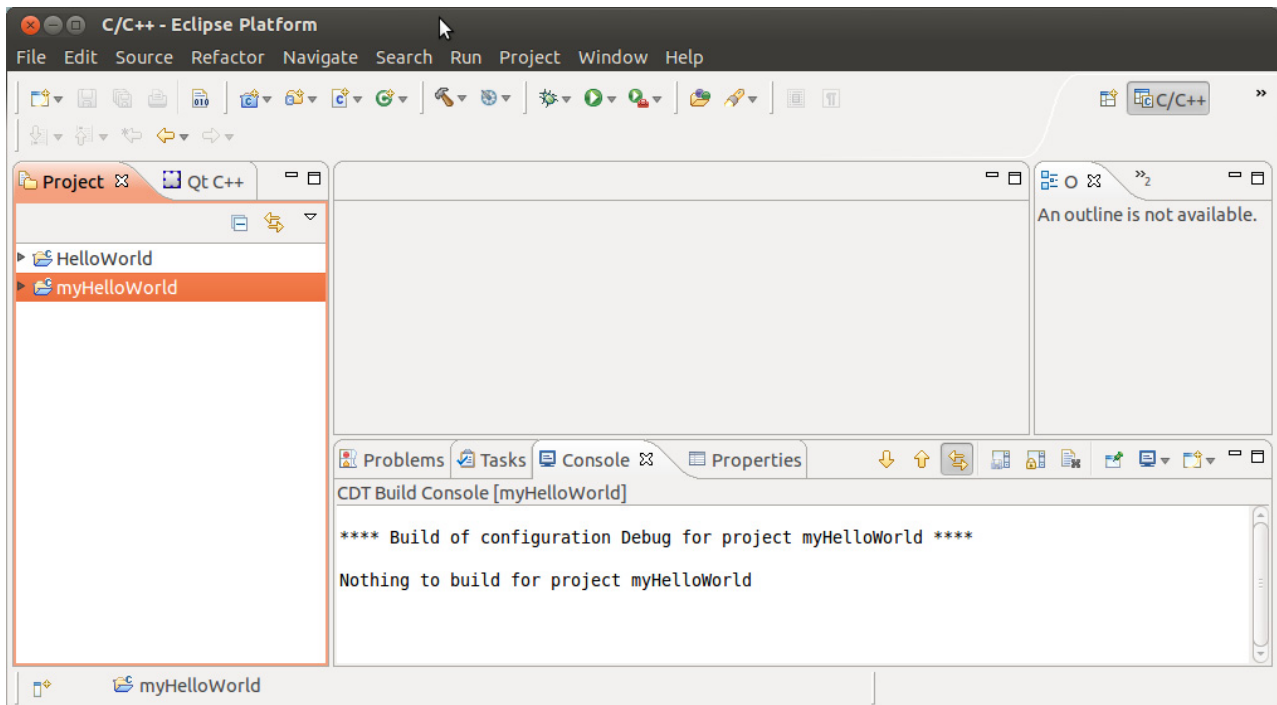 C/C++ - Eclipse Platform
File Edit Source Refactor Navigate Search Run Project Window Help
010
C/C++ »
Project Qt C++
O »2
An outline is not available.
HelloWorld
myHelloWorld
Problems Tasks Console Properties
CDT Build Console [myHelloWorld]
**** Build of configuration Debug for project myHelloWorld ****
Nothing to build for project myHelloWorld
myHelloWorld